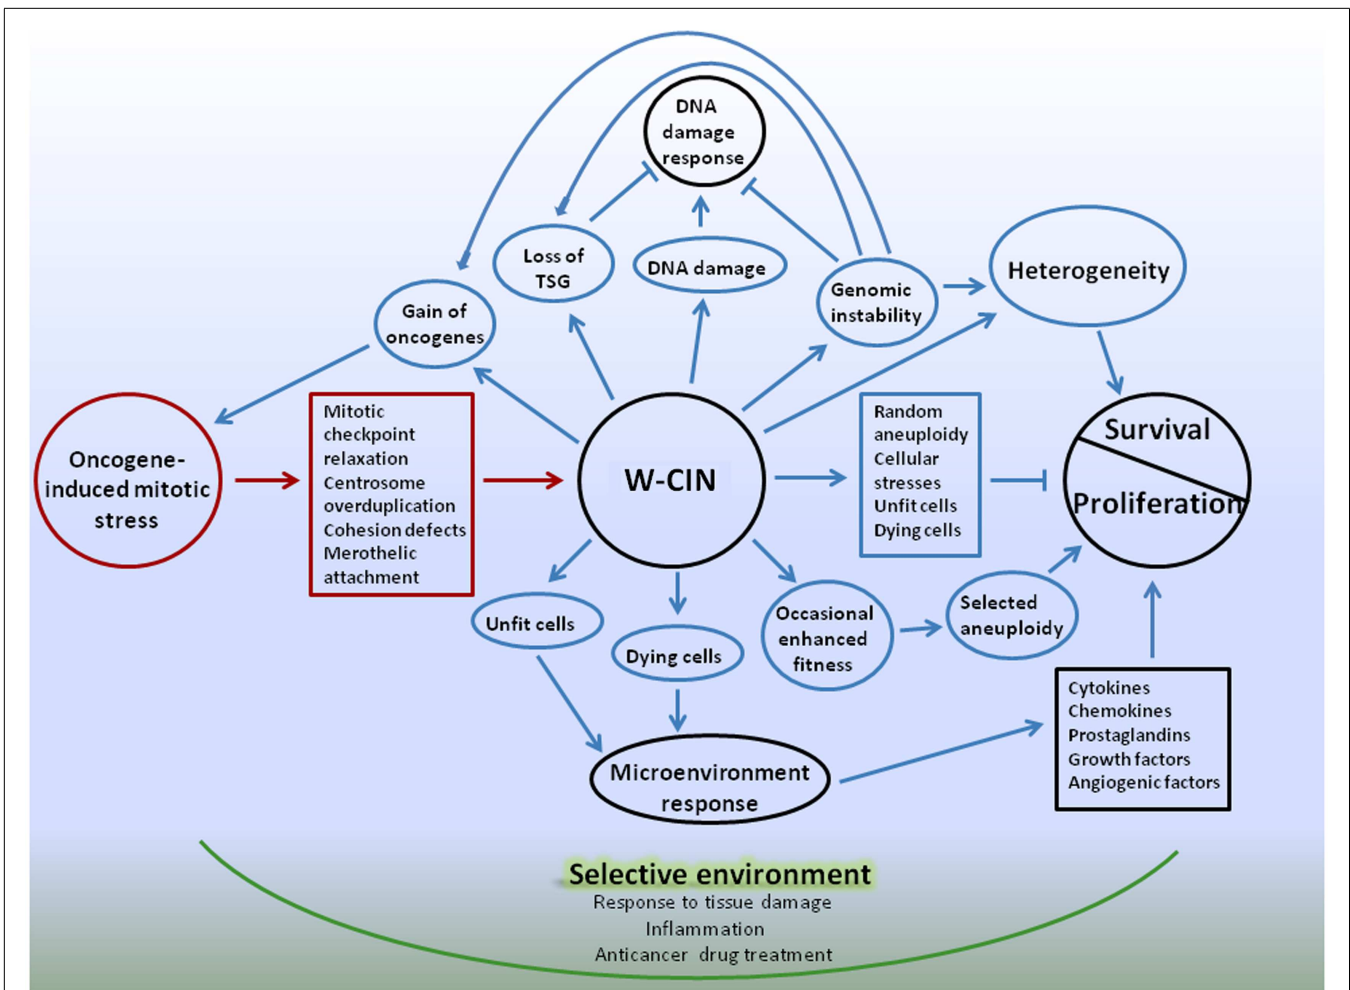 DNA
damage
response
Loss of
TSG
DNA damage
Genomic
instability
Heterogeneity
Gain of
oncogenes
Oncogene-
induced mitotic
stress
Mitotic
checkpoint
relaxation
Centrosome
overduplication
Cohesion defects
Merothelic
attachment
W-CIN
Random
aneuploidy
Cellular
stresses
Unfit cells
Dying cells
Survival
Proliferation
Unfit cells
Dying cells
Occasional
enhanced
fitness
Selected
aneuploidy
Microenvironment
response
Cytokines
Chemokines
Prostaglandins
Growth factors
Angiogenic factors
Selective environment
Response to tissue damage
Inflammation
Anticancer drug treatment